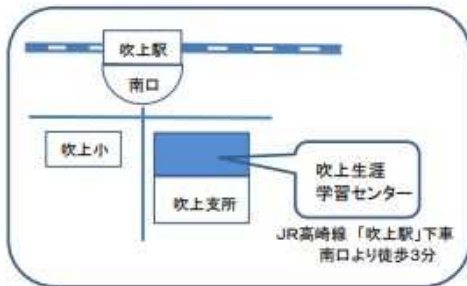 吹上駅
南口
吹上小
吹上支所
吹上生涯
学習センター
JR高崎線 「吹上駅」下車
南口より徒歩3分